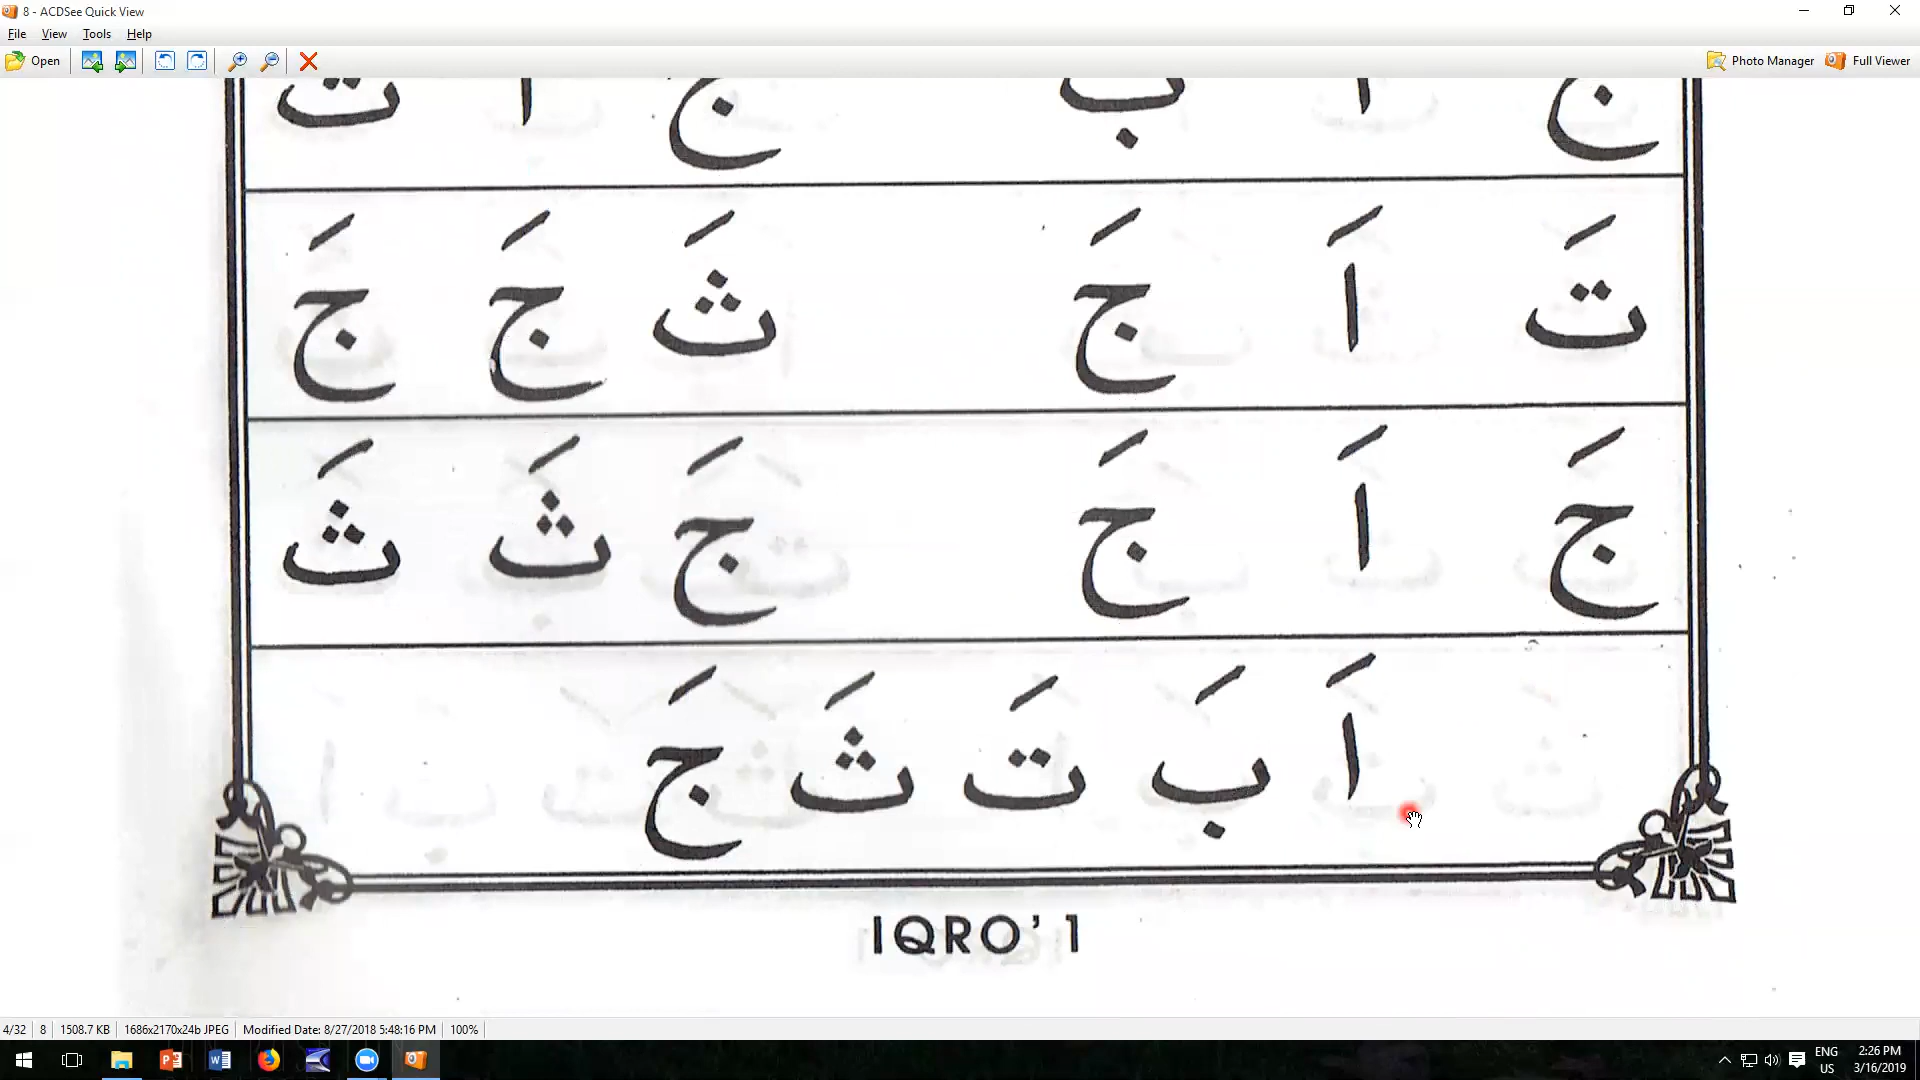 8 - ACDSee Quick View
File View Tools Help
Open Photo Manager Full Viewer
ج ا ب ج ا ت
تَ اَ جَ ثَ جَ جَ
جَ اَ جَ جَ ثَ ثَ
اَ بَ تَ ثَ جَ
IQRO' 1
4/32 8 1508.7 KB 1686x2170x24b JPEG Modified Date: 8/27/2018 5:48:16 PM 100%
ENG 2:26 PM
US 3/16/2019